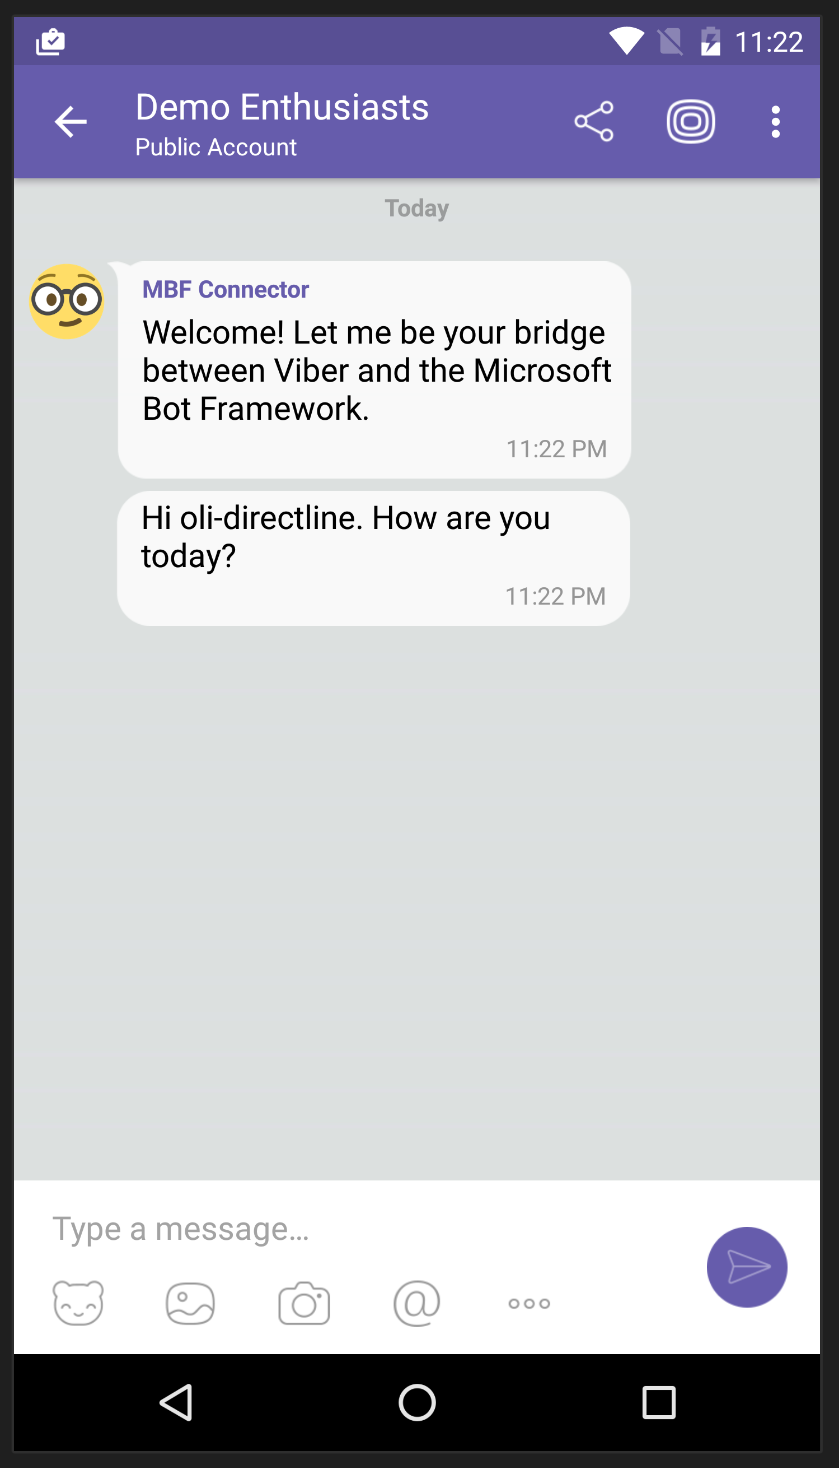 11:22
Demo Enthusiasts
Public Account
Today
MBF Connector
Welcome! Let me be your bridge
between Viber and the Microsoft
Bot Framework.
11:22 PM
Hi oli-directline. How are you
today?
11:22 PM
Type a message…